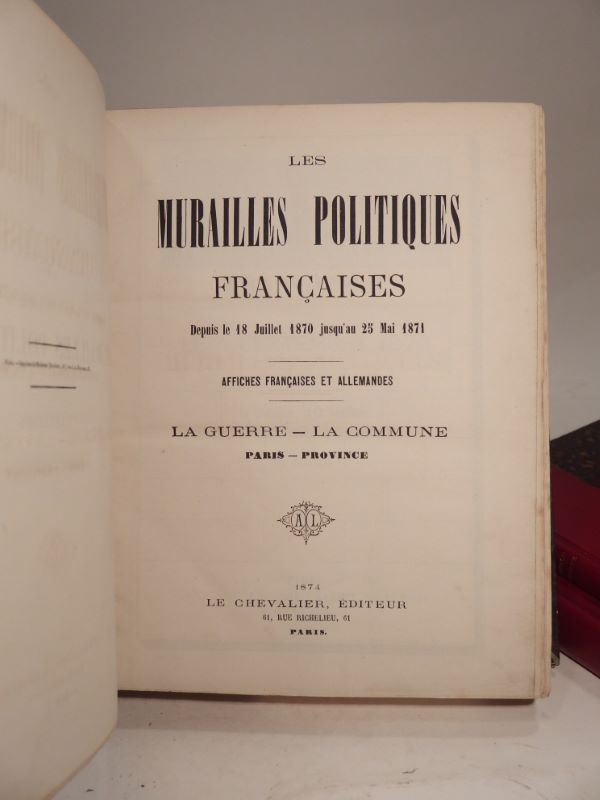 LES
MURAILLES POLITIQUES
FRANÇAISES
Depuis le 18 Juillet 1870 jusqu'au 25 Mai 1871
AFFICHES FRANÇAISES ET ALLEMANDES
LA GUERRE — LA COMMUNE
PARIS — PROVINCE
A L
1874
LE CHEVALIER, ÉDITEUR
61, RUE RICHELIEU, 61
PARIS.